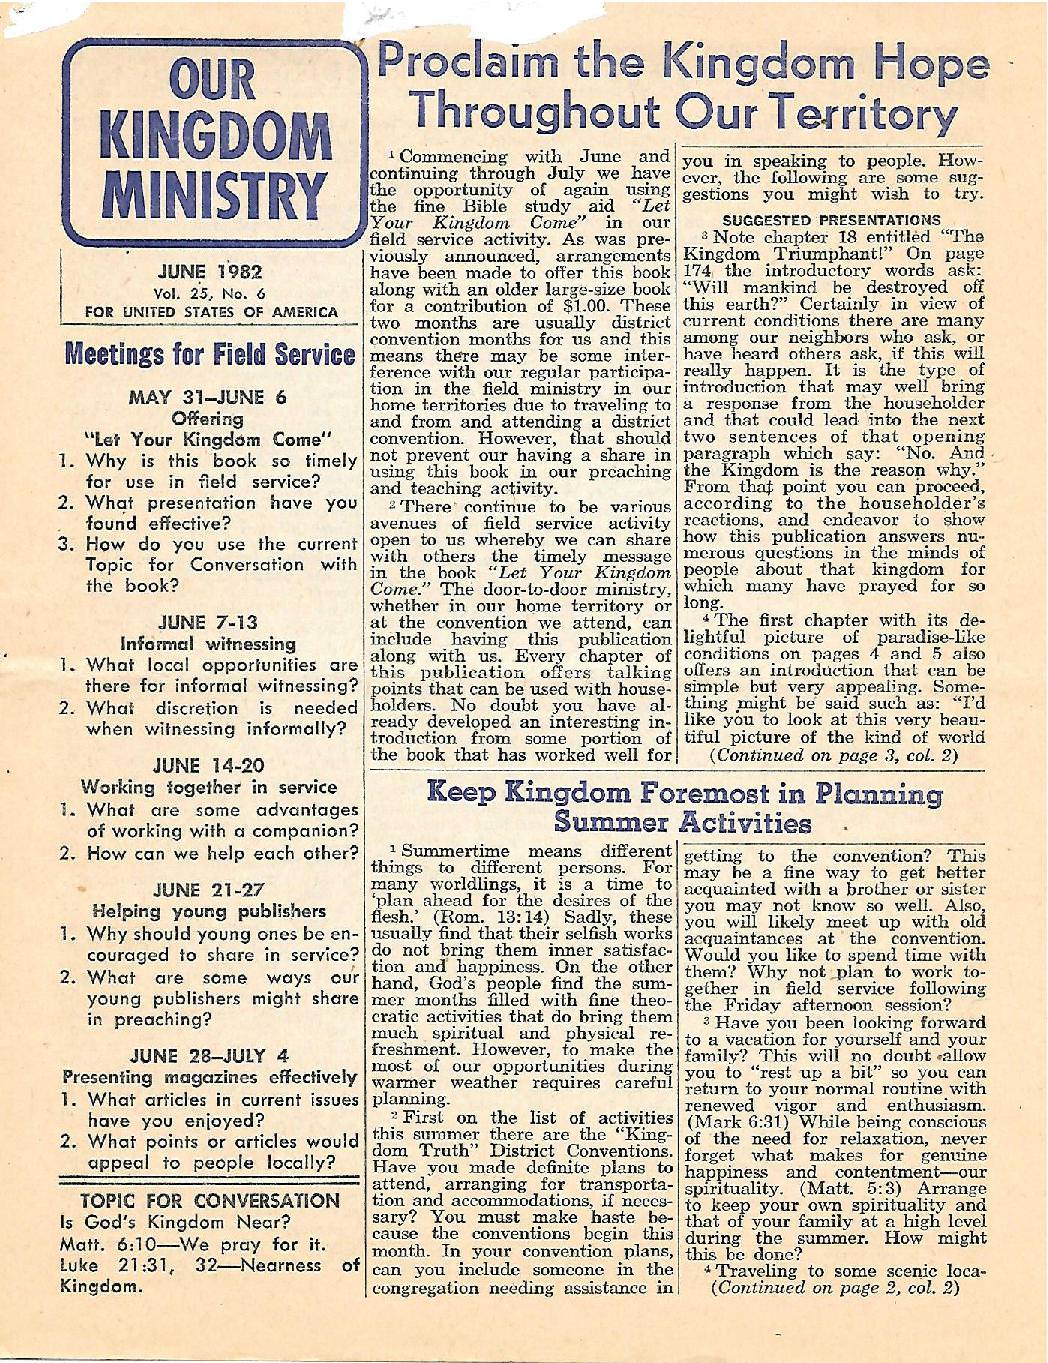 OUR
KINGDOM
MINISTRY
JUNE 1982
Vol. 25, No. 6
FOR UNITED STATES OF AMERICA
Meetings for Field Service
MAY 31–JUNE 6
Offering
"Let Your Kingdom Come"
1. Why is this book so timely
for use in field service?
2. What presentation have you
found effective?
3. How do you use the current
Topic for Conversation with
the book?
JUNE 7-13
Informal witnessing
1. What local opportunities are
there for informal witnessing?
2. What discretion is needed
when witnessing informally?
JUNE 14-20
Working together in service
1. What are some advantages
of working with a companion?
2. How can we help each other?
JUNE 21-27
Helping young publishers
1. Why should young ones be en-
couraged to share in service?
2. What are some ways our
young publishers might share
in preaching?
JUNE 28–JULY 4
Presenting magazines effectively
1. What articles in current issues
have you enjoyed?
2. What points or articles would
appeal to people locally?
TOPIC FOR CONVERSATION
Is God's Kingdom Near?
Matt. 6:10—We pray for it.
Luke 21:31, 32—Nearness of
Kingdom.
Proclaim the Kingdom Hope
Throughout Our Territory
1 Commencing with June and
continuing through July we have
the opportunity of again using
the fine Bible study aid "Let
Your Kingdom Come" in our
field service activity. As was pre-
viously announced, arrangements
have been made to offer this book
along with an older large-size book
for a contribution of $1.00. These
two months are usually district
convention months for us and this
means there may be some inter-
ference with our regular participa-
tion in the field ministry in our
home territories due to traveling to
and from and attending a district
convention. However, that should
not prevent our having a share in
using this book in our preaching
and teaching activity.
2 There continue to be various
avenues of field service activity
open to us whereby we can share
with others the timely message
in the book "Let Your Kingdom
Come." The door-to-door ministry,
whether in our home territory or
at the convention we attend, can
include having this publication
along with us. Every chapter of
this publication offers talking
points that can be used with house-
holders. No doubt you have al-
ready developed an interesting in-
troduction from some portion of
the book that has worked well for
you in speaking to people. How-
ever, the following are some sug-
gestions you might wish to try.
SUGGESTED PRESENTATIONS
3 Note chapter 18 entitled "The
Kingdom Triumphant!" On page
174 the introductory words ask:
"Will mankind be destroyed off
this earth?" Certainly in view of
current conditions there are many
among our neighbors who ask, or
have heard others ask, if this will
really happen. It is the type of
introduction that may well bring
a response from the householder
and that could lead into the next
two sentences of that opening
paragraph which say: "No. And
the Kingdom is the reason why."
From that point you can proceed,
according to the householder's
reactions, and endeavor to show
how this publication answers nu-
merous questions in the minds of
people about that kingdom for
which many have prayed for so
long.
4 The first chapter with its de-
lightful picture of paradise-like
conditions on pages 4 and 5 also
offers an introduction that can be
simple but very appealing. Some-
thing might be said such as: "I'd
like you to look at this very beau-
tiful picture of the kind of world
(Continued on page 3, col. 2)
Keep Kingdom Foremost in Planning
Summer Activities
1 Summertime means different
things to different persons. For
many worldlings, it is a time to
'plan ahead for the desires of the
flesh.' (Rom. 13:14) Sadly, these
usually find that their selfish works
do not bring them inner satisfac-
tion and happiness. On the other
hand, God's people find the sum-
mer months filled with fine theo-
cratic activities that do bring them
much spiritual and physical re-
freshment. However, to make the
most of our opportunities during
warmer weather requires careful
planning.
2 First on the list of activities
this summer there are the "King-
dom Truth" District Conventions.
Have you made definite plans to
attend, arranging for transporta-
tion and accommodations, if neces-
sary? You must make haste be-
cause the conventions begin this
month. In your convention plans,
can you include someone in the
congregation needing assistance in
getting to the convention? This
may be a fine way to get better
acquainted with a brother or sister
you may not know so well. Also,
you will likely meet up with old
acquaintances at the convention.
Would you like to spend time with
them? Why not plan to work to-
gether in field service following
the Friday afternoon session?
3 Have you been looking forward
to a vacation for yourself and your
family? This will no doubt allow
you to "rest up a bit" so you can
return to your normal routine with
renewed vigor and enthusiasm.
(Mark 6:31) While being conscious
of the need for relaxation, never
forget what makes for genuine
happiness and contentment—our
spirituality. (Matt. 5:3) Arrange
to keep your own spirituality and
that of your family at a high level
during the summer. How might
this be done?
4 Traveling to some scenic loca-
(Continued on page 2, col. 2)